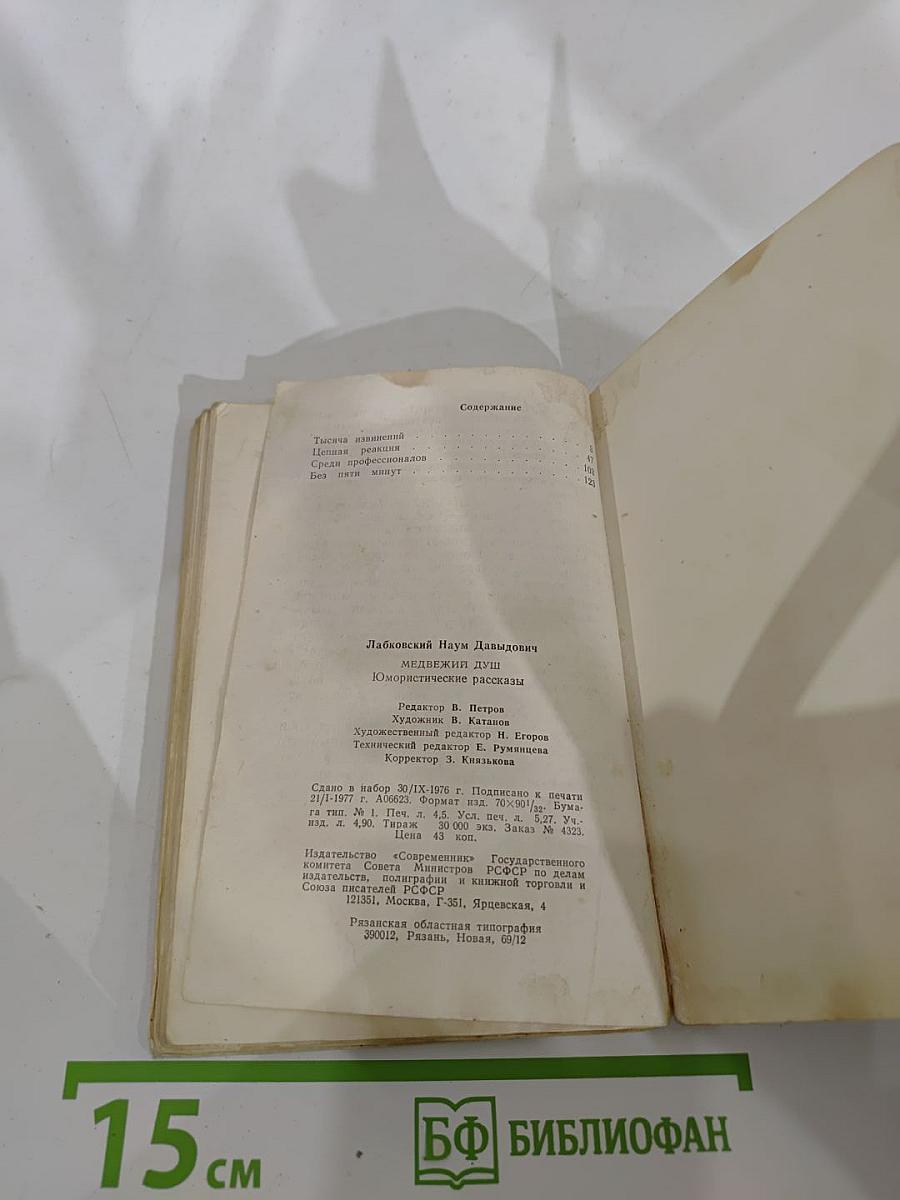 Содержание
Тысяча извинений . . . . . . . . . . . . 3
Цепная реакция . . . . . . . . . . . . 47
Среди профессионалов . . . . . . . . . . 103
Без пяти минут . . . . . . . . . . . . 123
Лабковский Наум Давыдович
МЕДВЕЖИЙ ДУШ
Юмористические рассказы
Редактор В. Петров
Художник В. Катанов
Художественный редактор Н. Егоров
Технический редактор Е. Румянцева
Корректор З. Князькова
Сдано в набор 30/IX-1976 г. Подписано к печати
21/I-1977 г. А06623. Формат изд. 70×90¹/₃₂. Бума-
га тип. № 1. Печ. л. 4,5. Усл. печ. л. 5,27. Уч.-
изд. л. 4,90. Тираж 30 000 экз. Заказ № 4323.
Цена 43 коп.
Издательство «Современник» Государственного
комитета Совета Министров РСФСР по делам
издательств, полиграфии и книжной торговли и
Союза писателей РСФСР
121351, Москва, Г-351, Ярцевская, 4
Рязанская областная типография
390012, Рязань, Новая, 69/12
15 см
БФ БИБЛИОФАН